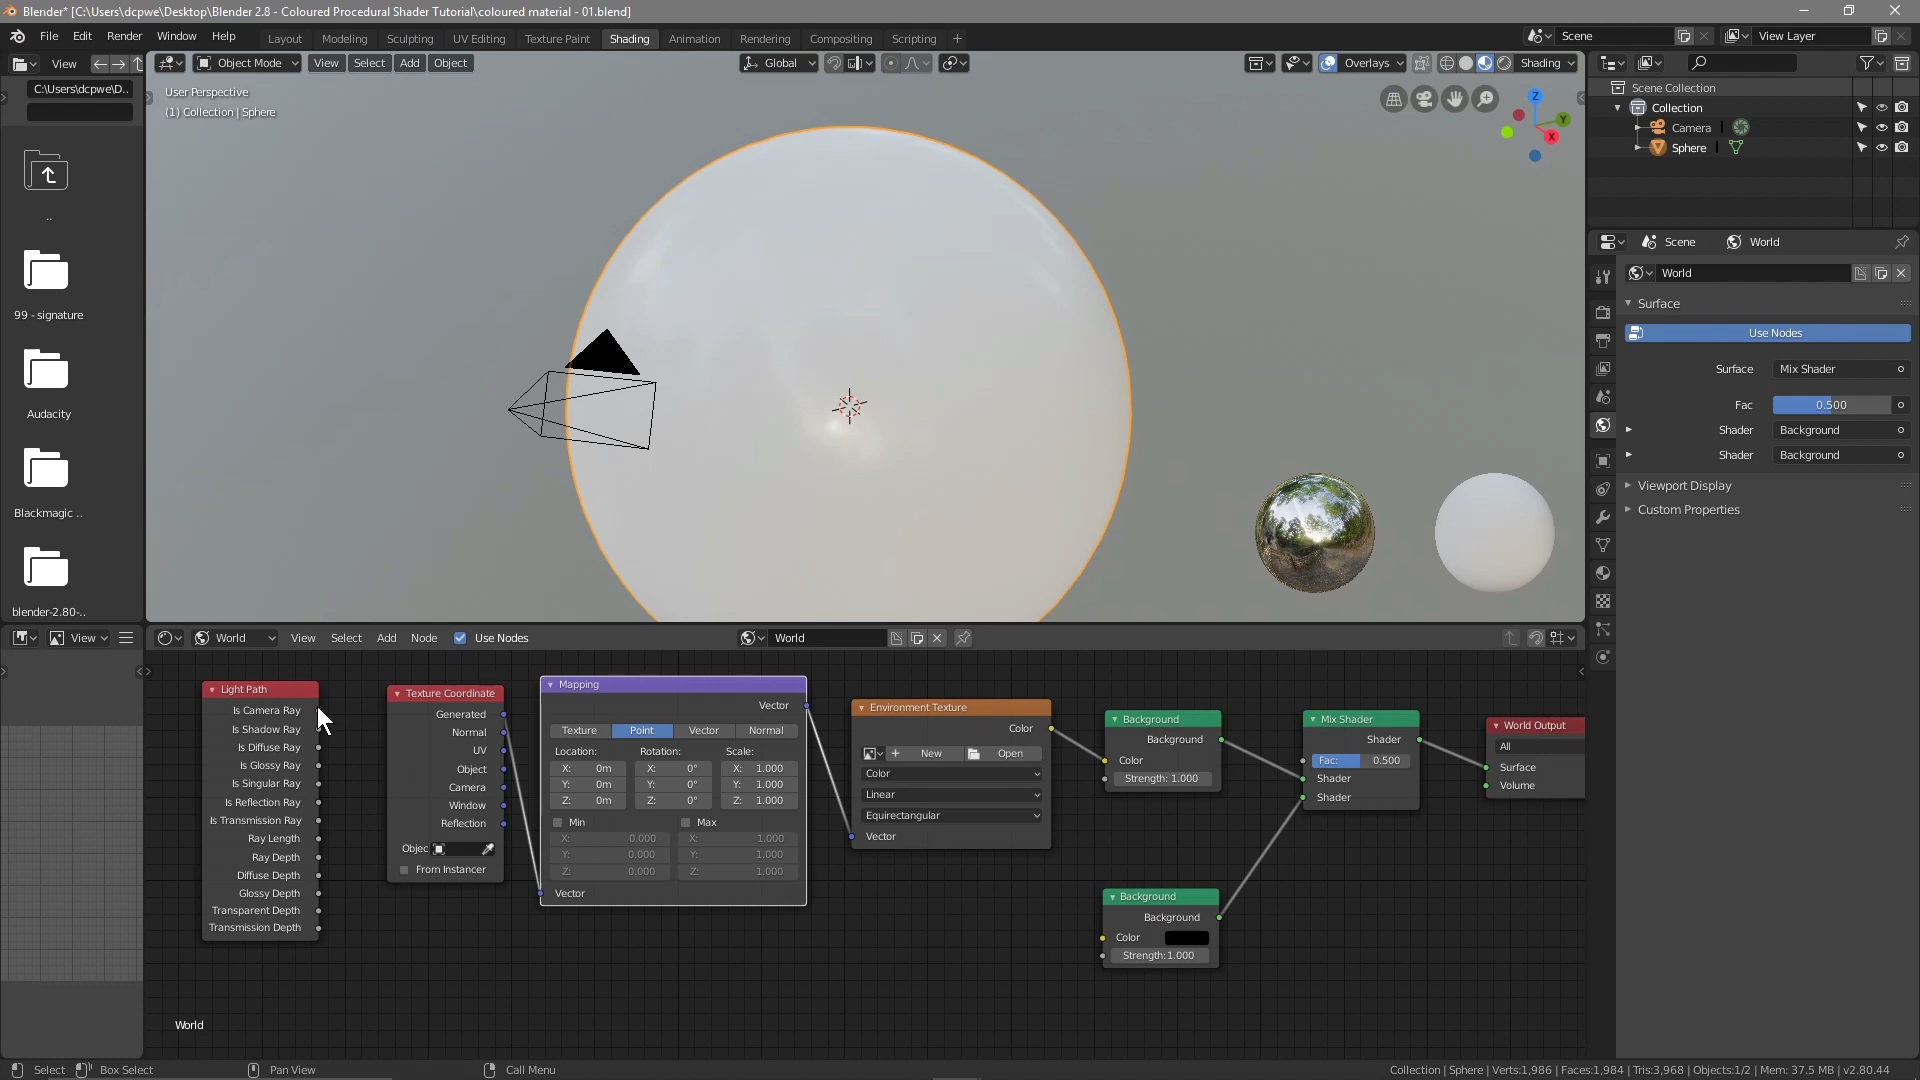 Blender* [C:\Users\dcpwe\Desktop\Blender 2.8 - Coloured Procedural Shader Tutorial\coloured material - 01.blend]
File Edit Render Window Help Layout Modeling Sculpting UV Editing Texture Paint Shading Animation Rendering Compositing Scripting + Scene View Layer
View Object Mode View Select Add Object Global Overlays Shading
C:\Users\dcpwe\D..
User Perspective
(1) Collection | Sphere
Z
Y
X
..
99 - signature
Audacity
Blackmagic ..
blender-2.80-..
Scene Collection
Collection
Camera
Sphere
Scene World
World
Surface
Use Nodes
Surface Mix Shader
Fac 0.500
Shader Background
Shader Background
Viewport Display
Custom Properties
View World View Select Add Node Use Nodes World
Light Path
Is Camera Ray
Is Shadow Ray
Is Diffuse Ray
Is Glossy Ray
Is Singular Ray
Is Reflection Ray
Is Transmission Ray
Ray Length
Ray Depth
Diffuse Depth
Glossy Depth
Transparent Depth
Transmission Depth
Texture Coordinate
Generated
Normal
UV
Object
Camera
Window
Reflection
Objec
From Instancer
Mapping
Vector
Texture Point Vector Normal
Location: Rotation: Scale:
X: 0m X: 0° X: 1.000
Y: 0m Y: 0° Y: 1.000
Z: 0m Z: 0° Z: 1.000
Min Max
X: 0.000 X: 1.000
Y: 0.000 Y: 1.000
Z: 0.000 Z: 1.000
Vector
Environment Texture
Color
New Open
Color
Linear
Equirectangular
Vector
Background
Background
Color
Strength: 1.000
Background
Background
Color
Strength:1.000
Mix Shader
Shader
Fac: 0.500
Shader
Shader
World Output
All
Surface
Volume
World
Select Box Select Pan View Call Menu Collection | Sphere | Verts:1,986 | Faces:1,984 | Tris:3,968 | Objects:1/2 | Mem: 37.5 MB | v2.80.44